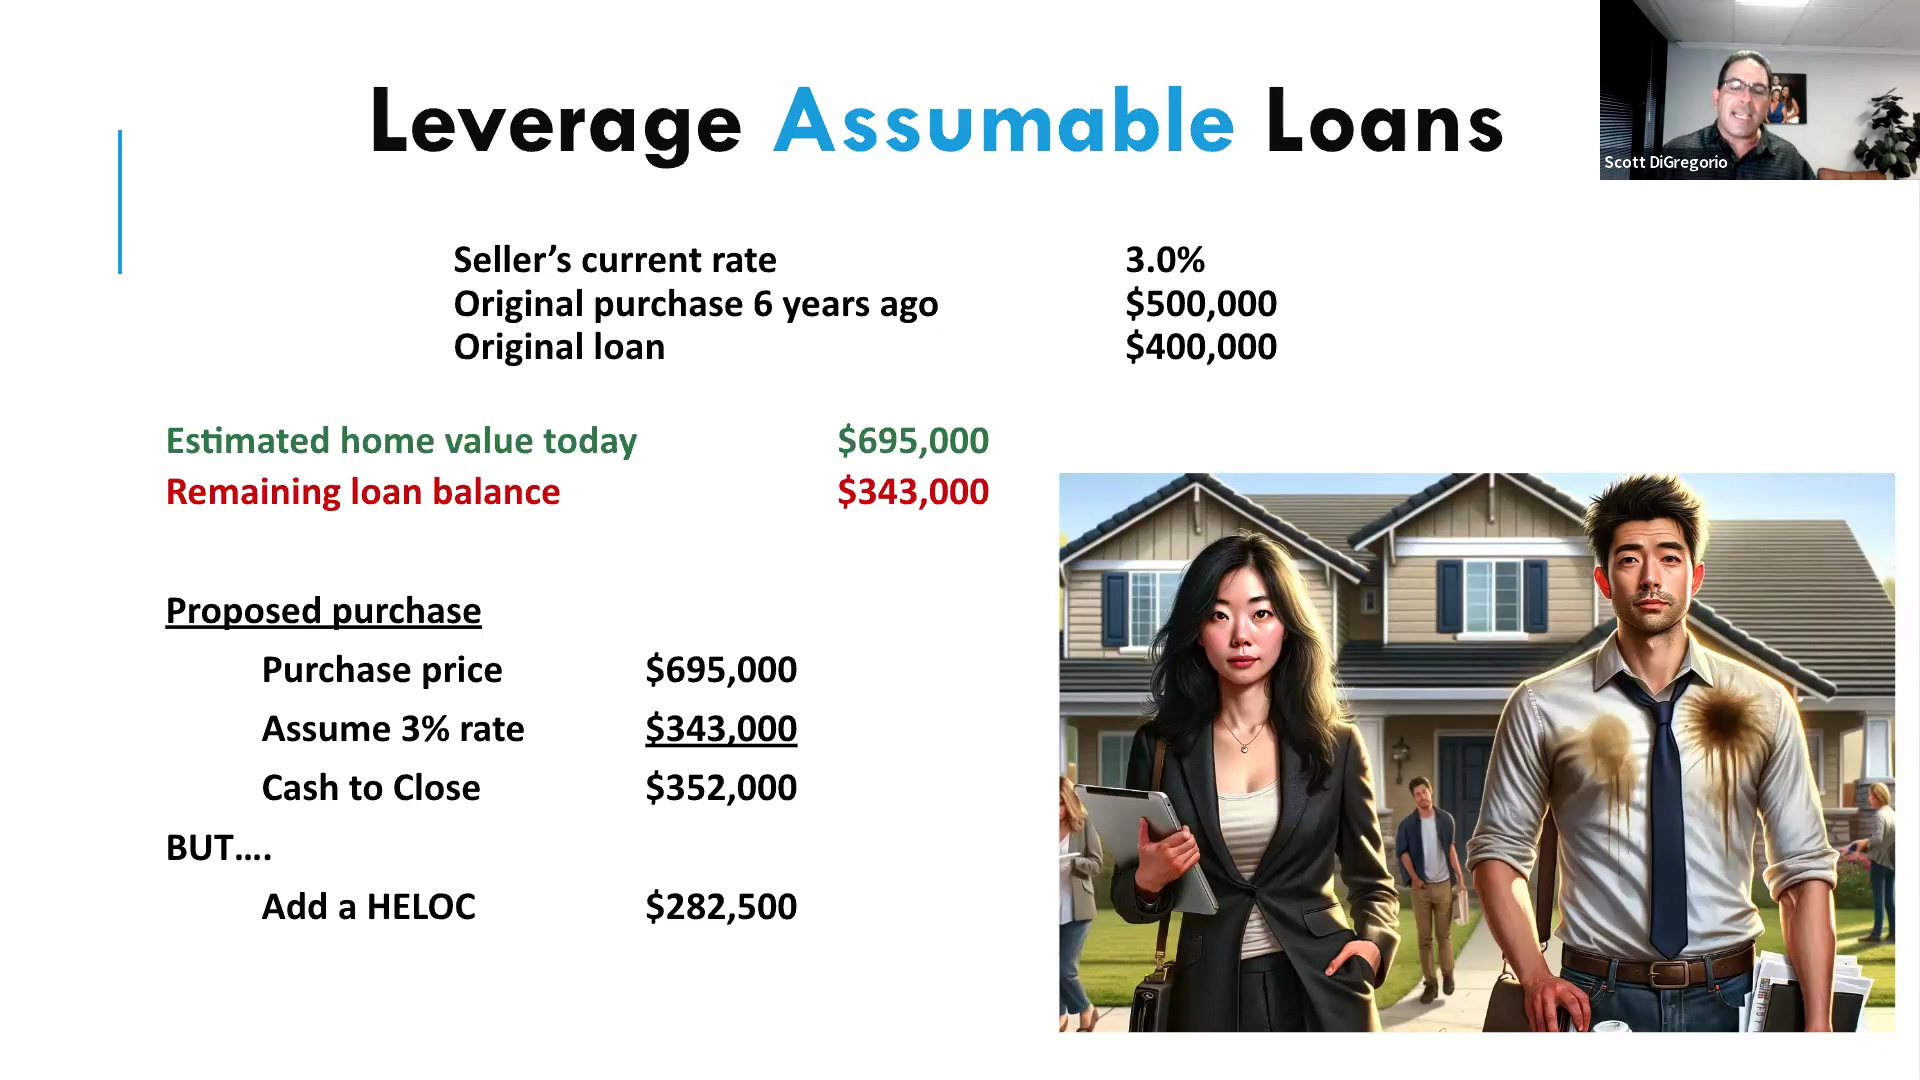 Leverage Assumable Loans
Scott DiGregorio
Seller’s current rate 3.0%
Original purchase 6 years ago $500,000
Original loan $400,000
Estimated home value today $695,000
Remaining loan balance $343,000
Proposed purchase
Purchase price $695,000
Assume 3% rate $343,000
Cash to Close $352,000
BUT….
Add a HELOC $282,500